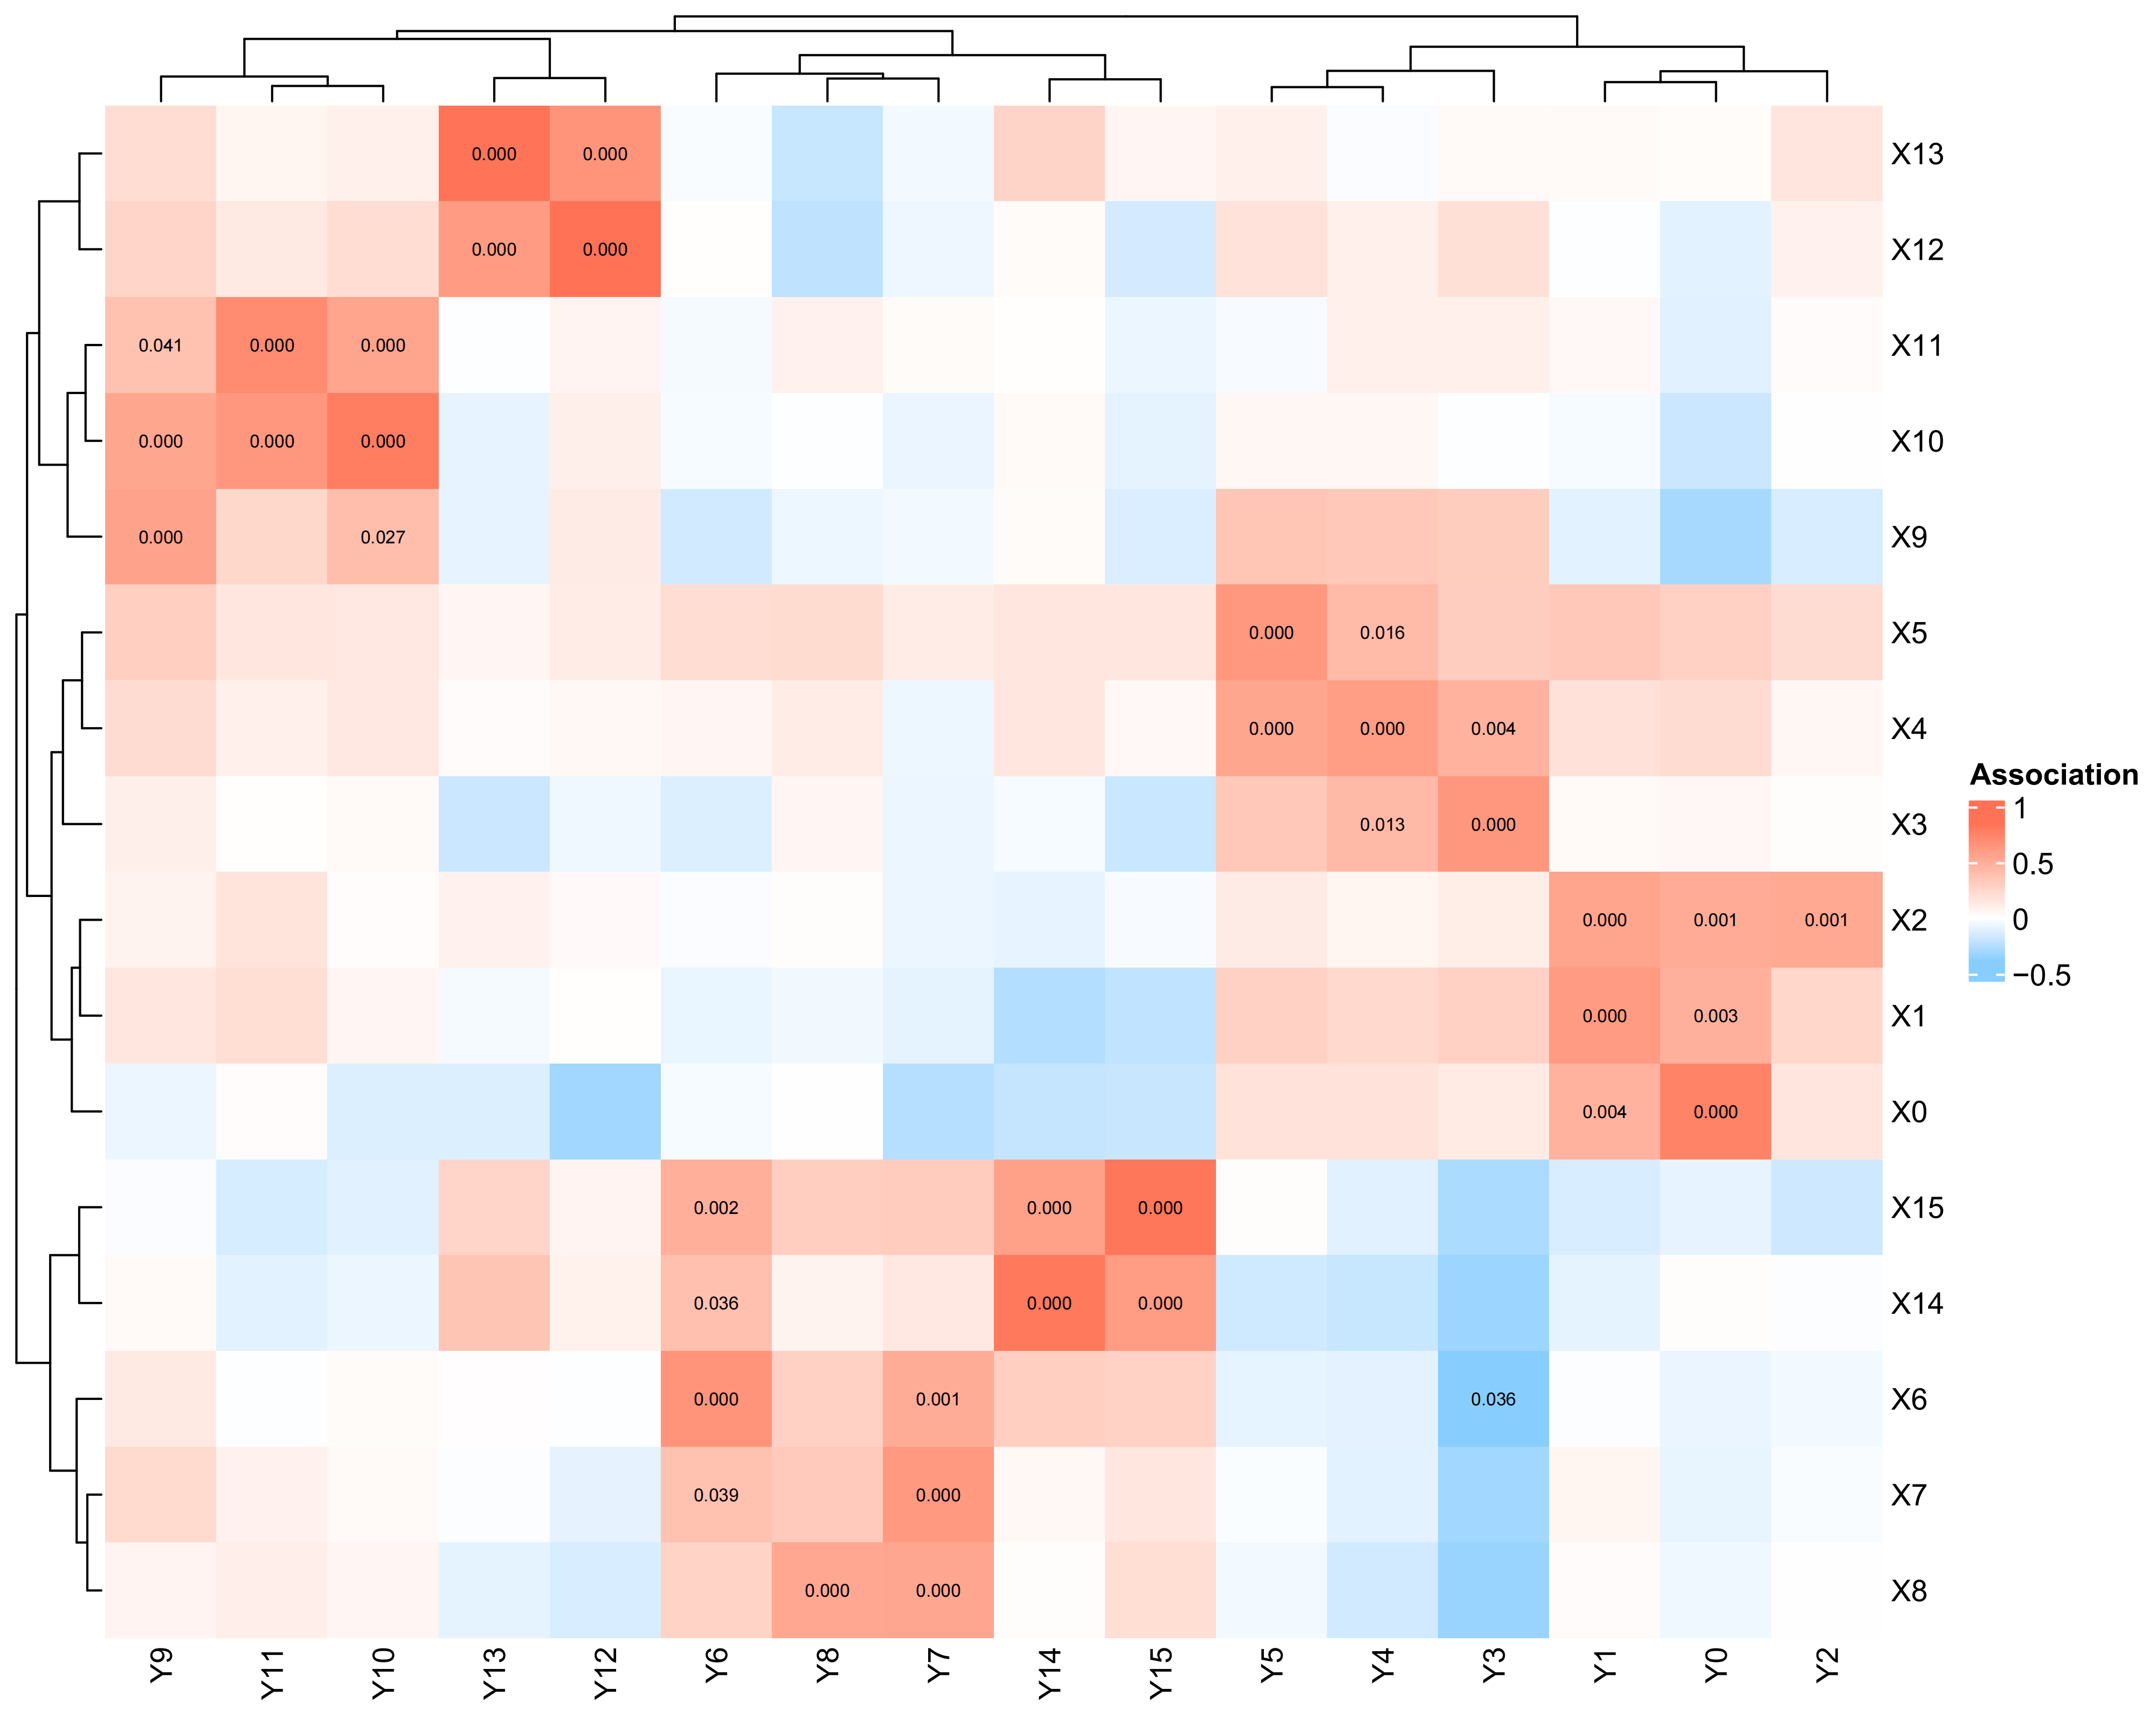 0.000 0.000 X13
0.000 0.000 X12
0.041 0.000 0.000 X11
0.000 0.000 0.000 X10
0.000 0.027 X9
0.000 0.016 X5
0.000 0.000 0.004 X4
0.013 0.000 X3
0.000 0.001 0.001 X2
0.000 0.003 X1
0.004 0.000 X0
0.002 0.000 0.000 X15
0.036 0.000 0.000 X14
0.000 0.001 0.036 X6
0.039 0.000 X7
0.000 0.000 X8
Y9 Y11 Y10 Y13 Y12 Y6 Y8 Y7 Y14 Y15 Y5 Y4 Y3 Y1 Y0 Y2
Association
1
0.5
0
−0.5